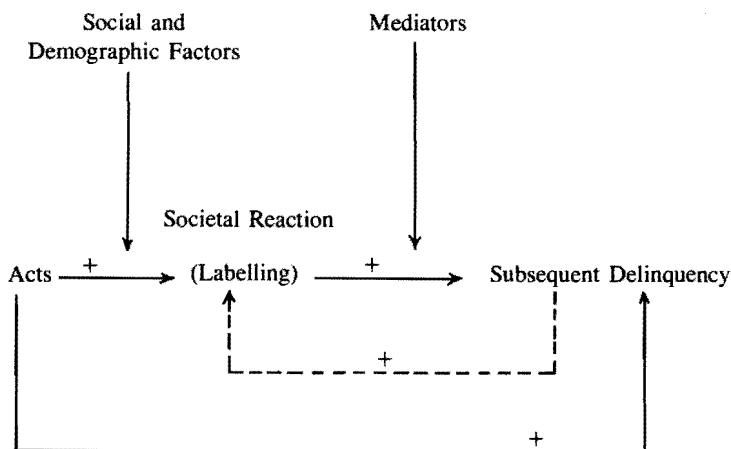 Social and
Demographic Factors
Mediators
Societal Reaction
Acts
+
(Labelling)
+
Subsequent Delinquency
+
+